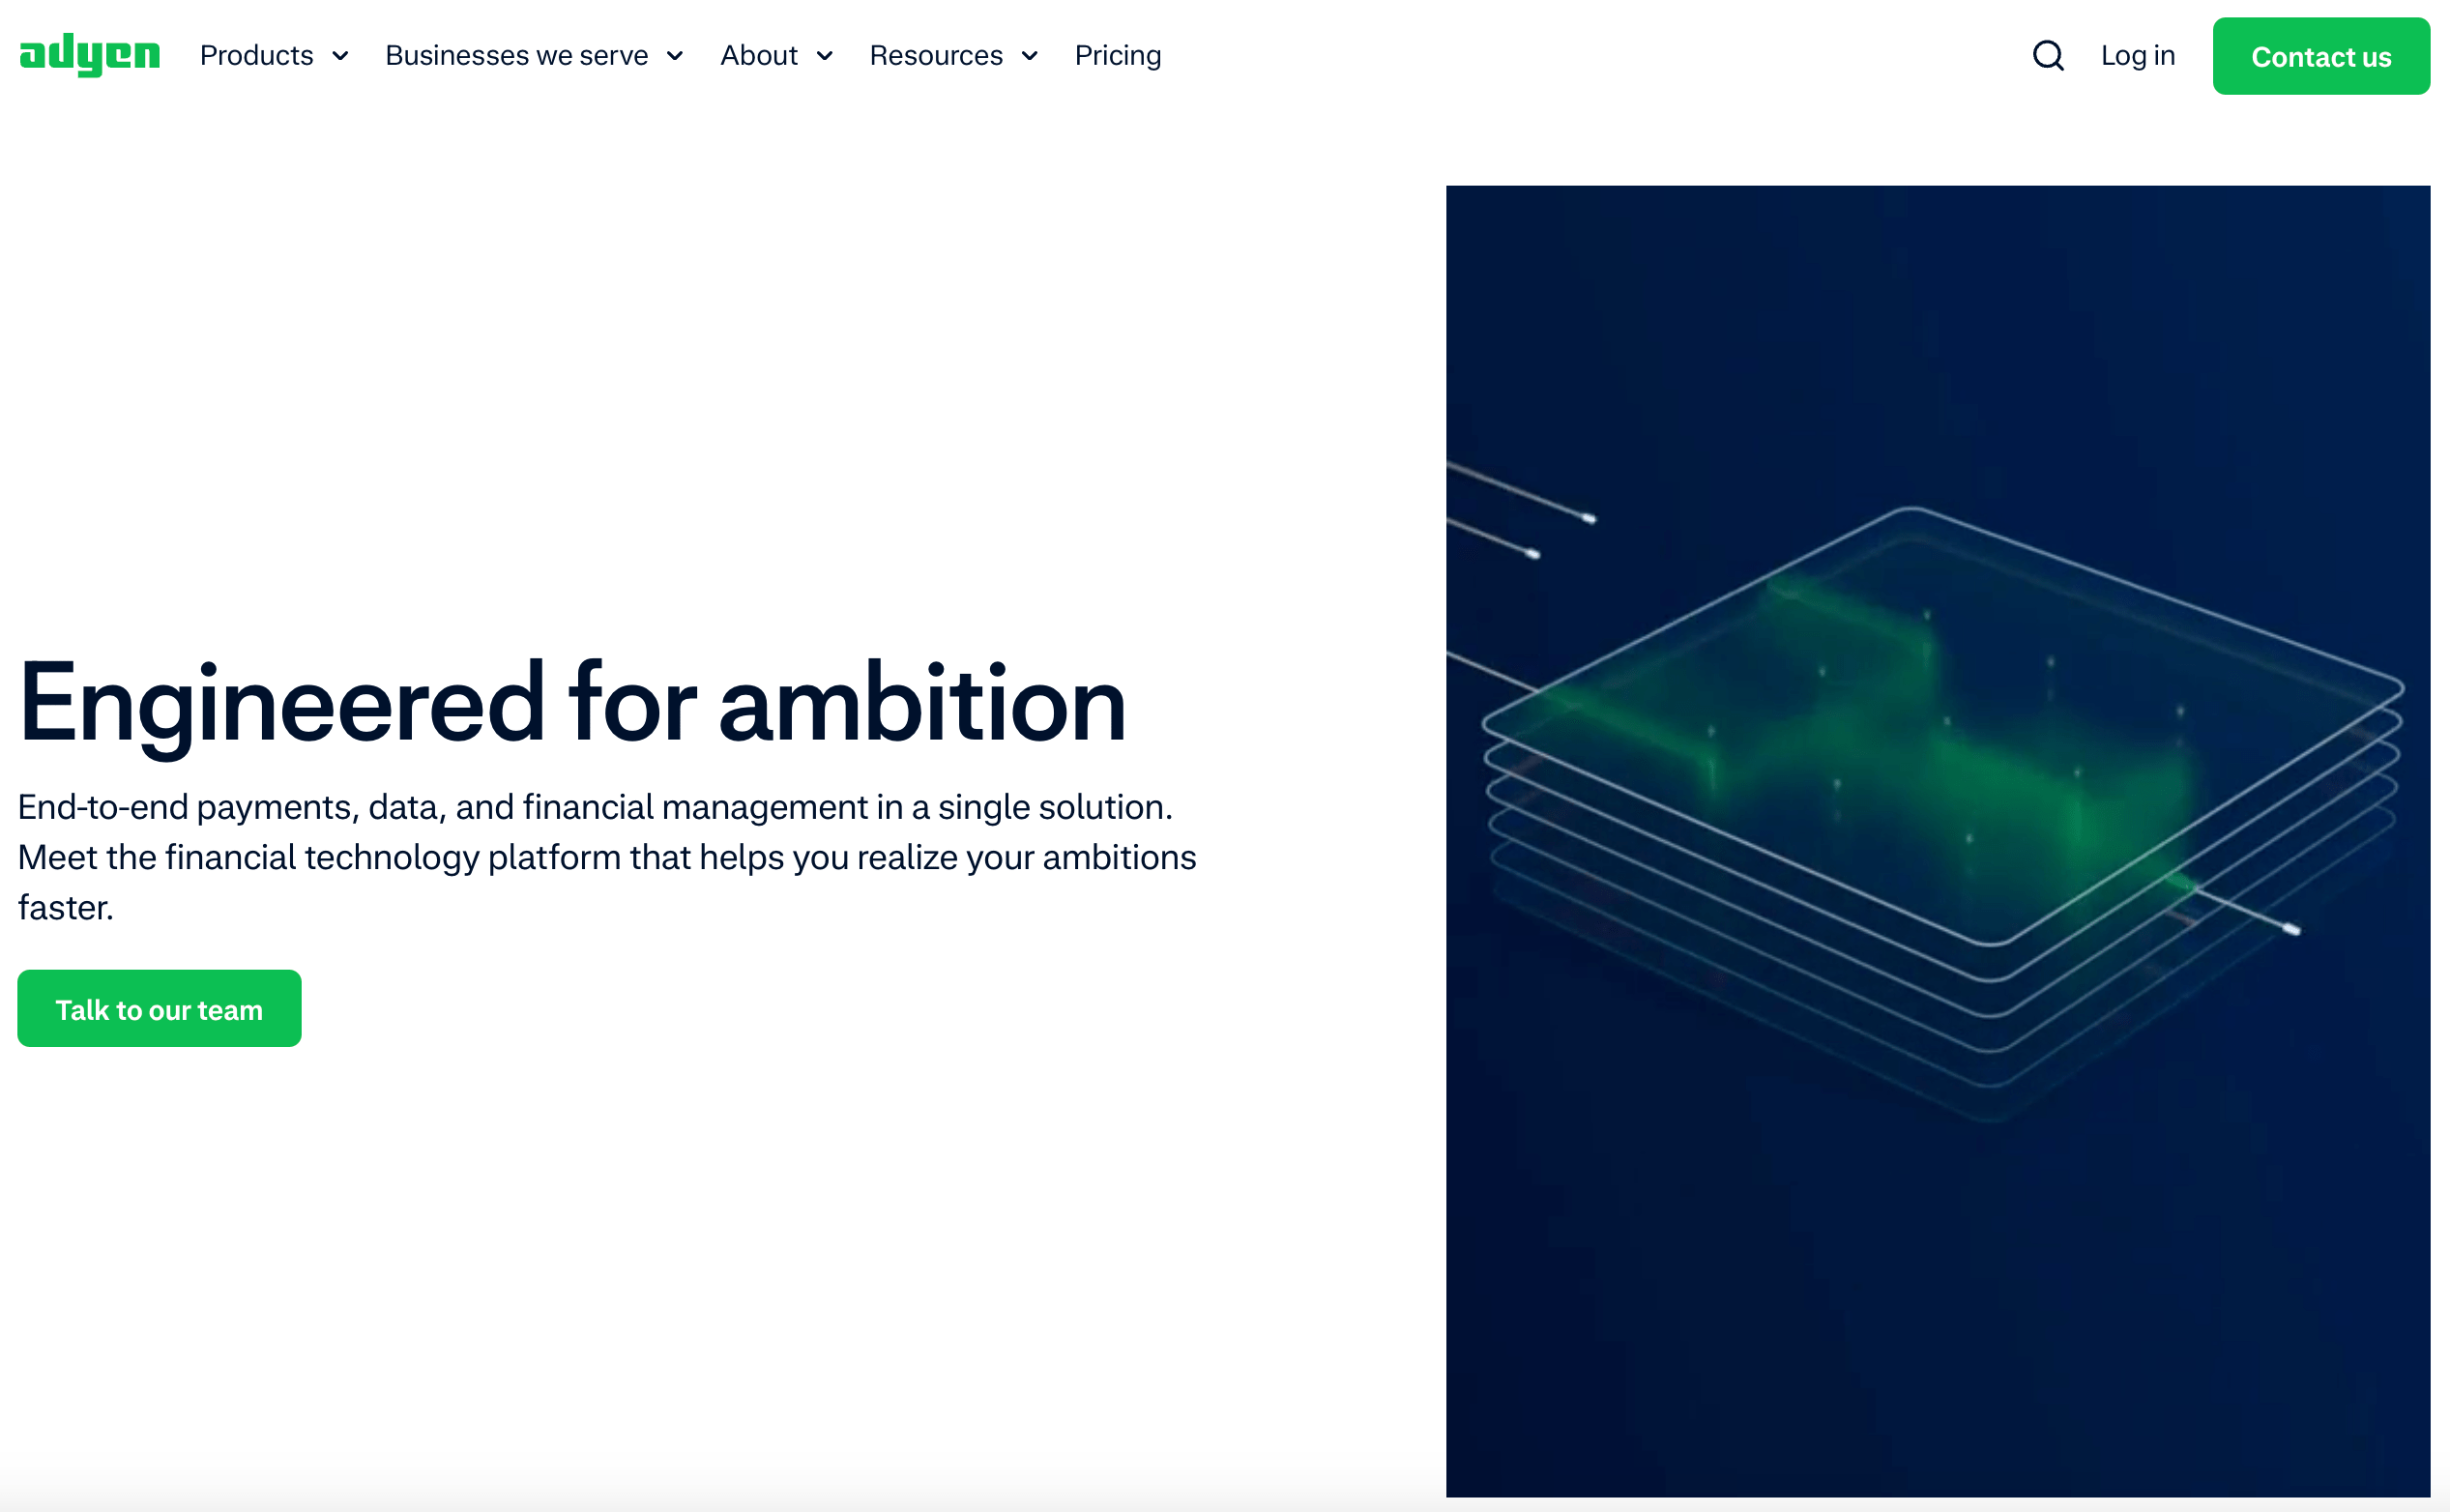 adyen
Products
Businesses we serve
About
Resources
Pricing
Log in
Contact us
Engineered for ambition
End-to-end payments, data, and financial management in a single solution.
Meet the financial technology platform that helps you realize your ambitions
faster.
Talk to our team